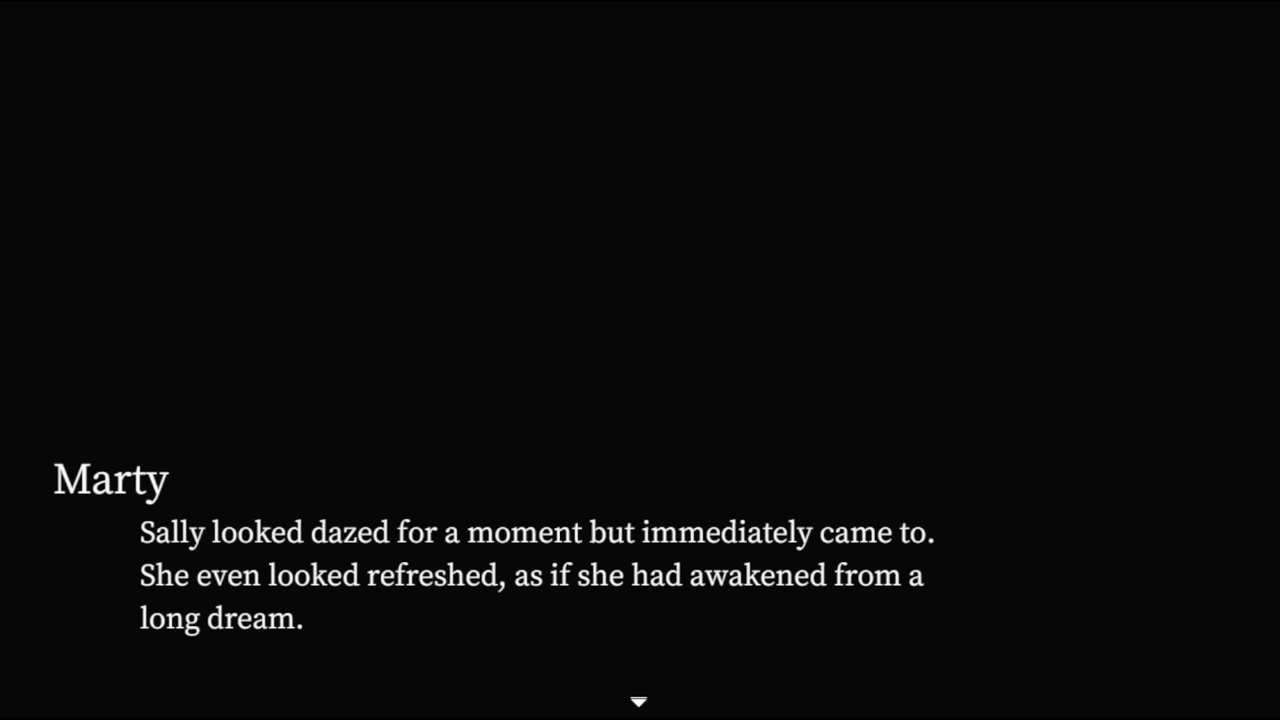 Marty
Sally looked dazed for a moment but immediately came to.
She even looked refreshed, as if she had awakened from a
long dream.